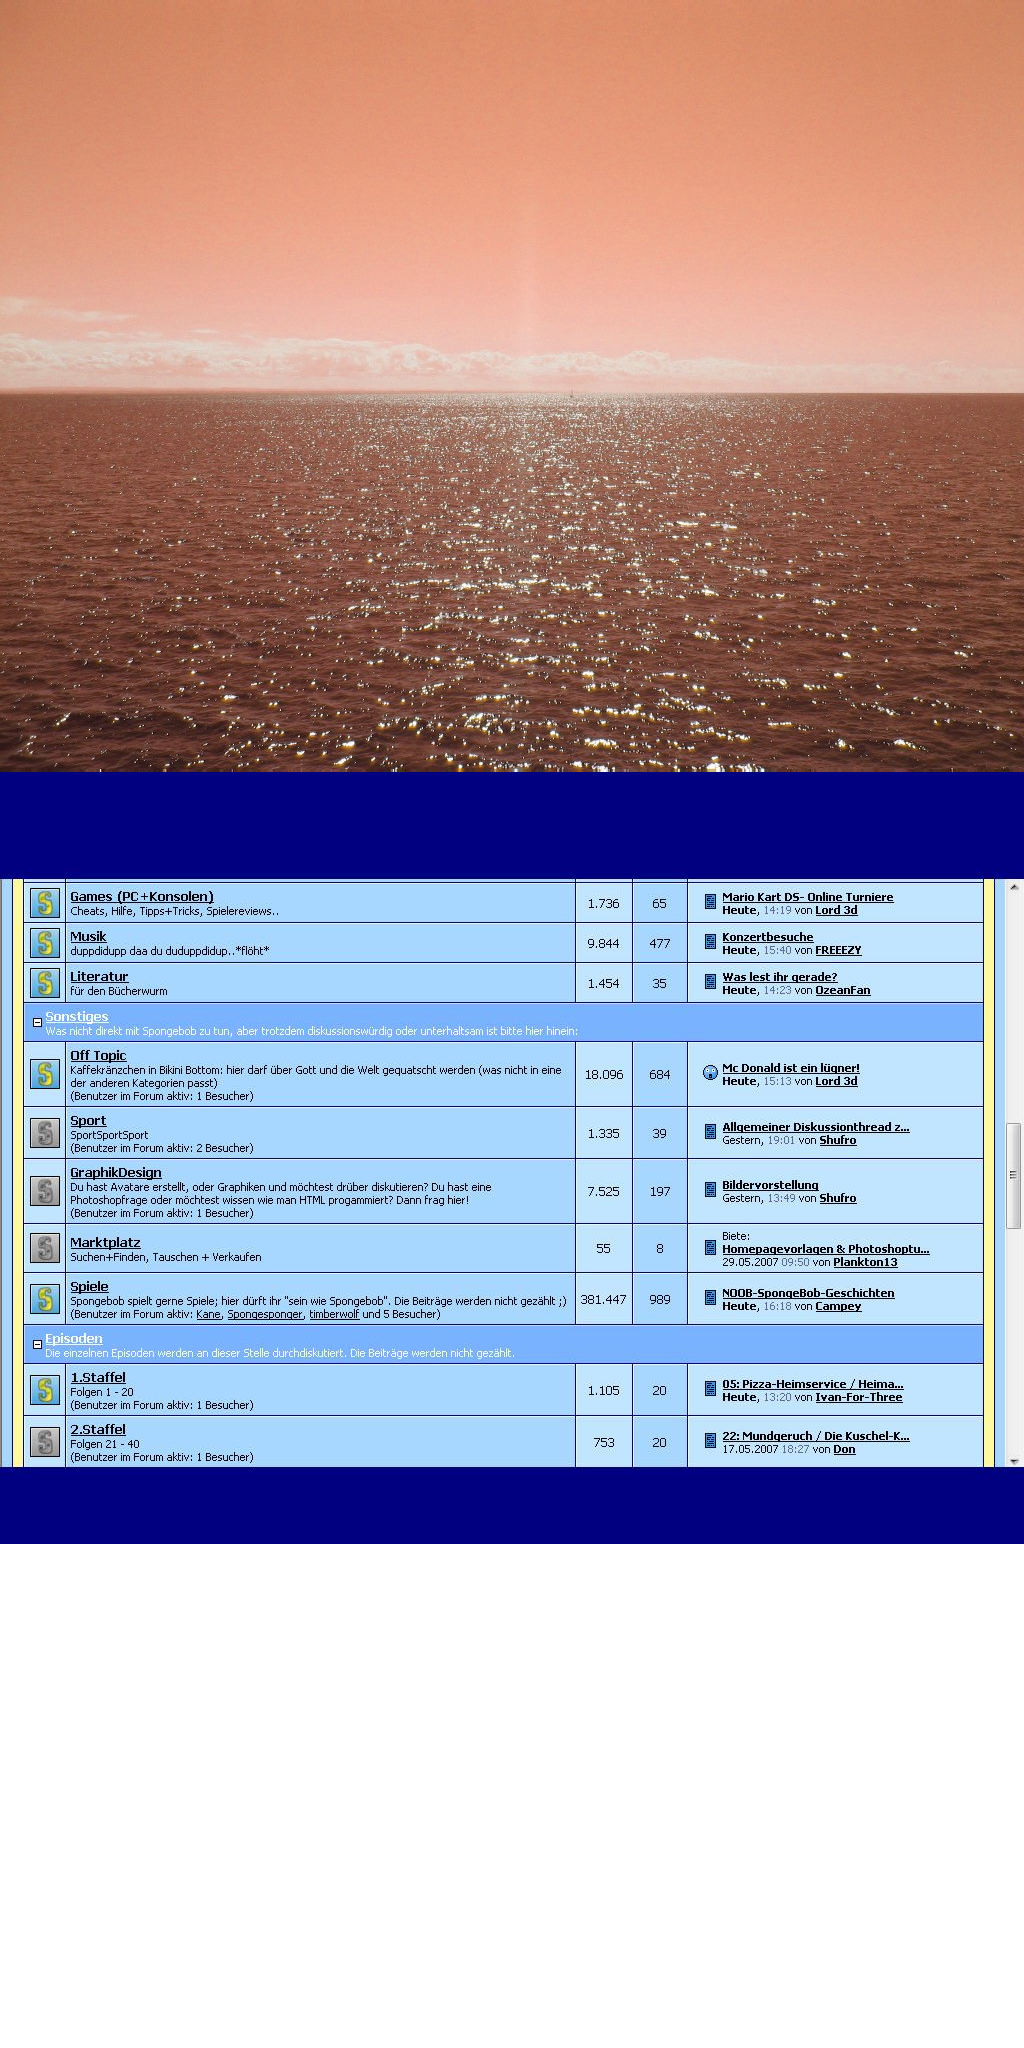 Games (PC+Konsolen)
Cheats, Hilfe, Tipps+Tricks, Spielereviews..
1.736
65
Mario Kart DS- Online Turniere
Heute, 14:19 von Lord 3d
Musik
duppdidupp daa du duduppdidup..*flöht*
9.844
477
Konzertbesuche
Heute, 15:40 von FREEEZY
Literatur
für den Bücherwurm
1.454
35
Was lest ihr gerade?
Heute, 14:23 von OzeanFan
Sonstiges
Was nicht direkt mit Spongebob zu tun, aber trotzdem diskussionswürdig oder unterhaltsam ist bitte hier hinein:
Off Topic
Kaffekränzchen in Bikini Bottom: hier darf über Gott und die Welt gequatscht werden (was nicht in eine
der anderen Kategorien passt)
(Benutzer im Forum aktiv: 1 Besucher)
18.096
684
Mc Donald ist ein lügner!
Heute, 15:13 von Lord 3d
Sport
SportSportSport
(Benutzer im Forum aktiv: 2 Besucher)
1.335
39
Allgemeiner Diskussionthread z...
Gestern, 19:01 von Shufro
GraphikDesign
Du hast Avatare erstellt, oder Graphiken und möchtest drüber diskutieren? Du hast eine
Photoshopfrage oder möchtest wissen wie man HTML progammiert? Dann frag hier!
(Benutzer im Forum aktiv: 1 Besucher)
7.525
197
Bildervorstellung
Gestern, 13:49 von Shufro
Marktplatz
Suchen+Finden, Tauschen + Verkaufen
55
8
Biete:
Homepagevorlagen & Photoshoptu...
29.05.2007 09:50 von Plankton13
Spiele
Spongebob spielt gerne Spiele; hier dürft ihr "sein wie Spongebob". Die Beiträge werden nicht gezählt ;)
(Benutzer im Forum aktiv: Kane, Spongesponger, timberwolf und 5 Besucher)
381.447
989
NOOB-SpongeBob-Geschichten
Heute, 16:18 von Campey
Episoden
Die einzelnen Episoden werden an dieser Stelle durchdiskutiert. Die Beiträge werden nicht gezählt.
1.Staffel
Folgen 1 - 20
(Benutzer im Forum aktiv: 1 Besucher)
1.105
20
05: Pizza-Heimservice / Heima...
Heute, 13:20 von Ivan-For-Three
2.Staffel
Folgen 21 - 40
(Benutzer im Forum aktiv: 1 Besucher)
753
20
22: Mundgeruch / Die Kuschel-K...
17.05.2007 18:27 von Don